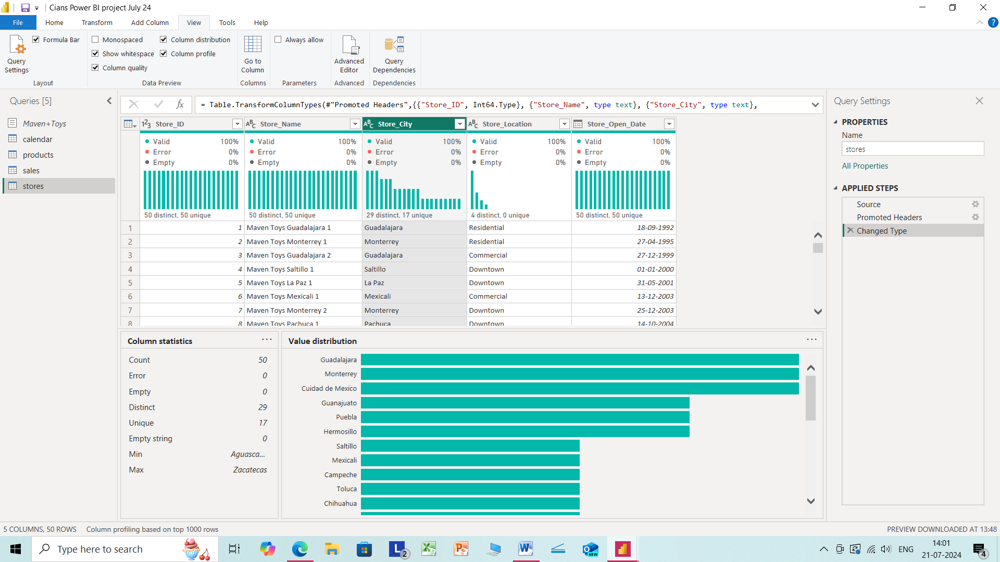 Cians Power BI project July 24
File Home Transform Add Column View Tools Help
Query Settings
Formula Bar
Layout
Monospaced
Show whitespace
Column quality
Column distribution
Column profile
Data Preview
Go to Column
Columns
Always allow
Parameters
Advanced Editor
Advanced
Query Dependencies
Dependencies
Queries [5]
Maven+Toys
calendar
products
sales
stores
fx = Table.TransformColumnTypes(#"Promoted Headers",{{"Store_ID", Int64.Type}, {"Store_Name", type text}, {"Store_City", type text},
123 Store_ID ABC Store_Name ABC Store_City ABC Store_Location Store_Open_Date
Valid 100% Valid 100% Valid 100% Valid 100% Valid 100%
Error 0% Error 0% Error 0% Error 0% Error 0%
Empty 0% Empty 0% Empty 0% Empty 0% Empty 0%
50 distinct, 50 unique 50 distinct, 50 unique 29 distinct, 17 unique 4 distinct, 0 unique 50 distinct, 50 unique
1 1 Maven Toys Guadalajara 1 Guadalajara Residential 18-09-1992
2 2 Maven Toys Monterrey 1 Monterrey Residential 27-04-1995
3 3 Maven Toys Guadalajara 2 Guadalajara Commercial 27-12-1999
4 4 Maven Toys Saltillo 1 Saltillo Downtown 01-01-2000
5 5 Maven Toys La Paz 1 La Paz Downtown 31-05-2001
6 6 Maven Toys Mexicali 1 Mexicali Commercial 13-12-2003
7 7 Maven Toys Monterrey 2 Monterrey Downtown 25-12-2003
8 8 Maven Toys Pachuca 1 Pachuca Downtown 14-10-2004
Column statistics
Count 50
Error 0
Empty 0
Distinct 29
Unique 17
Empty string 0
Min Aguasca...
Max Zacatecas
Value distribution
Guadalajara
Monterrey
Cuidad de Mexico
Guanajuato
Puebla
Hermosillo
Saltillo
Mexicali
Campeche
Toluca
Chihuahua
Query Settings
PROPERTIES
Name
stores
All Properties
APPLIED STEPS
Source
Promoted Headers
Changed Type
5 COLUMNS, 50 ROWS Column profiling based on top 1000 rows
PREVIEW DOWNLOADED AT 13:48
Type here to search
L 2
NEW
ENG
14:01
21-07-2024
4